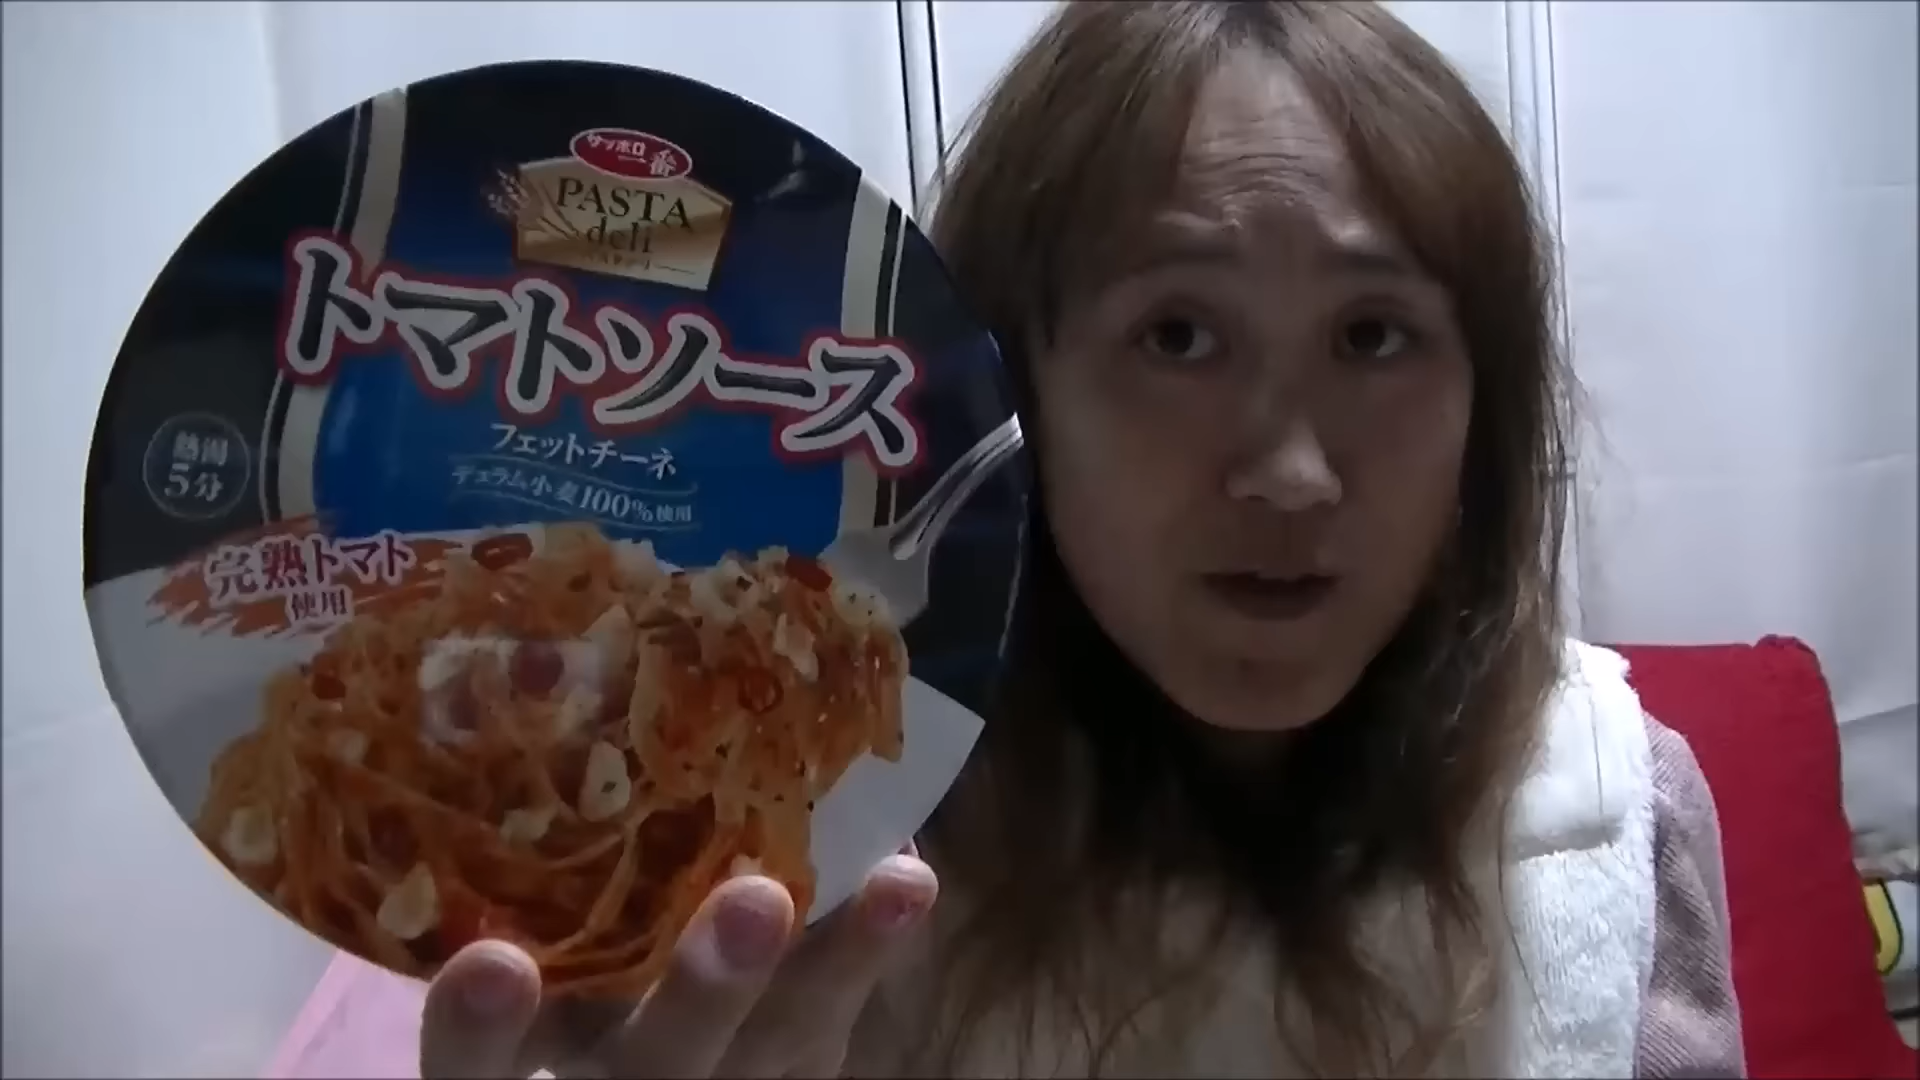 サッポロ一番
PASTA
deli
トマトソース
フェットチーネ
デュラム小麦100%使用
熱湯
5分
完熟トマト
使用